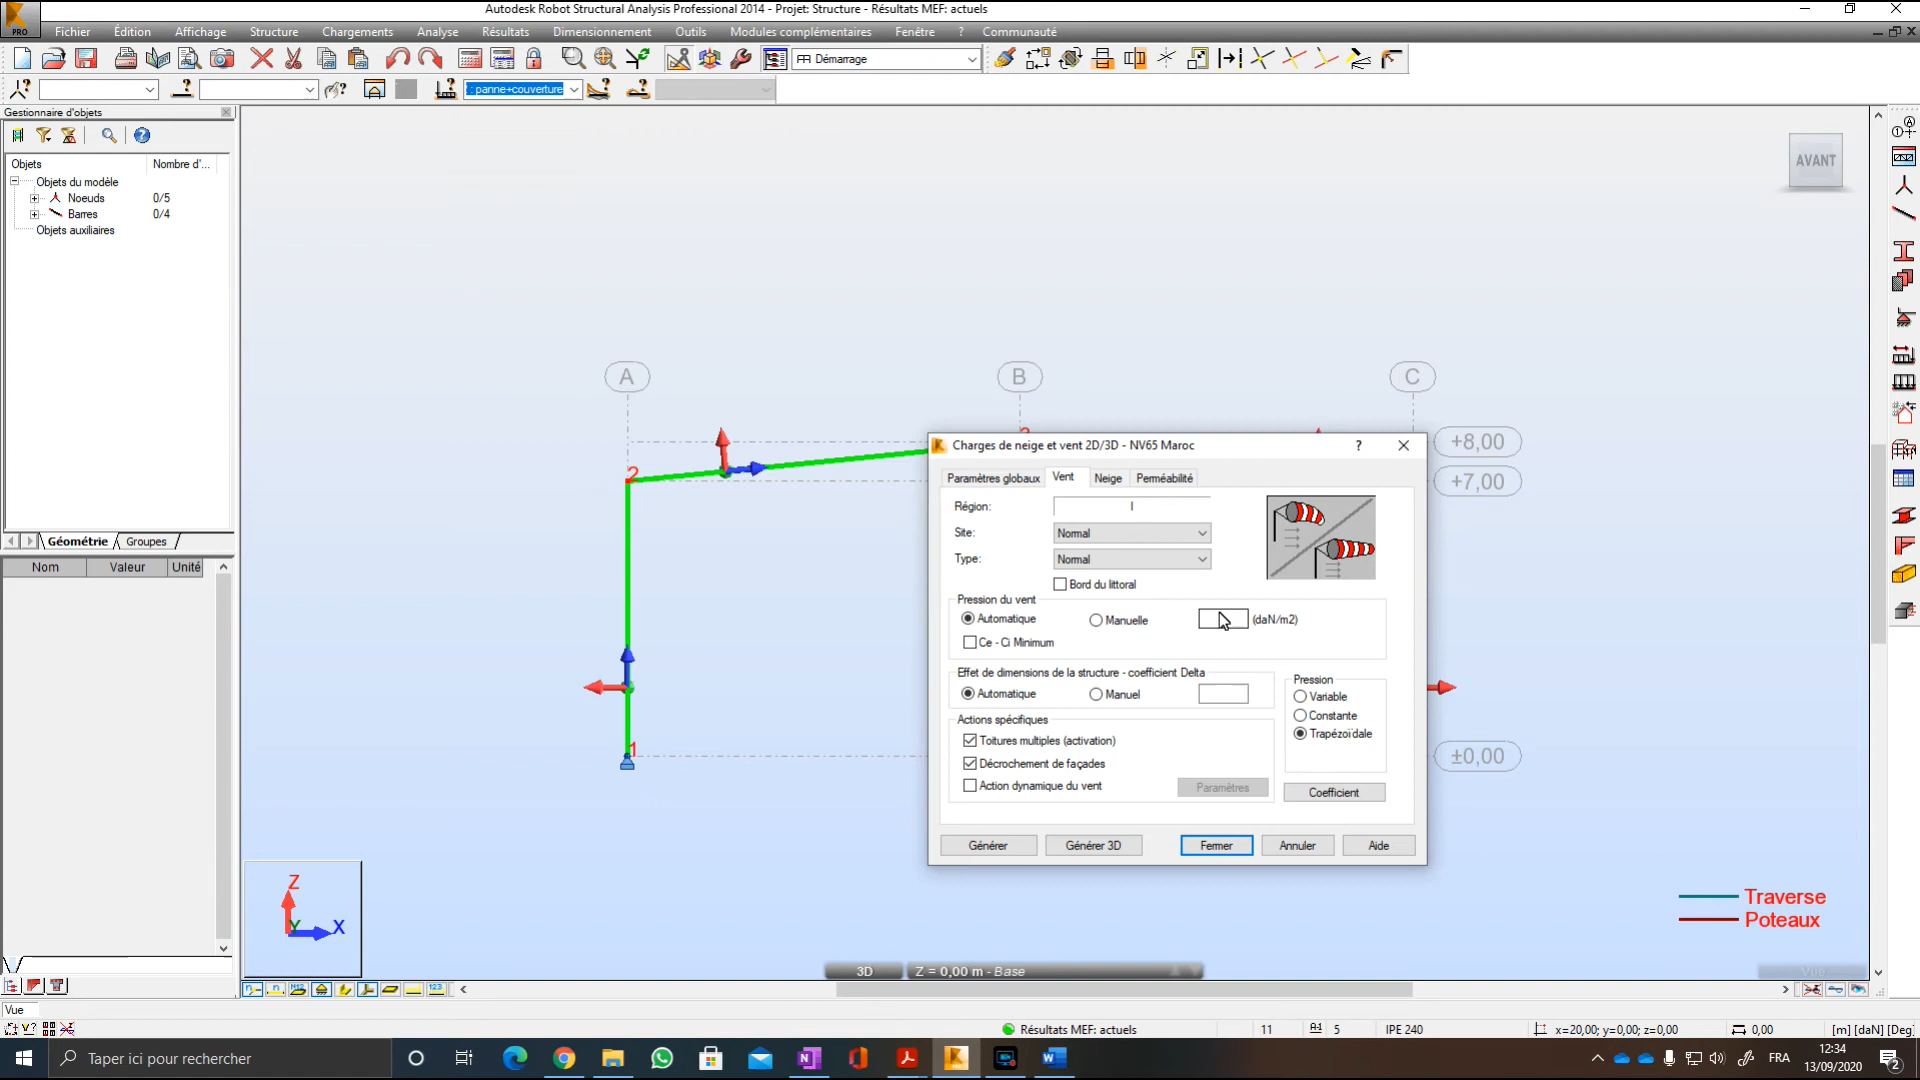 Autodesk Robot Structural Analysis Professional 2014 - Projet: Structure - Résultats MEF: actuels
PRO
Fichier Édition Affichage Structure Chargements Analyse Résultats Dimensionnement Outils Modules complémentaires Fenêtre ? Communauté
Démarrage
: panne+couverture
Gestionnaire d'objets
Objets Nombre d'...
Objets du modèle
Noeuds 0/5
Barres 0/4
Objets auxiliaires
Géométrie Groupes
Nom Valeur Unité
AVANT
A B C
+8,00
+7,00
±0,00
2
1
Charges de neige et vent 2D/3D - NV65 Maroc ?
Paramètres globaux Vent Neige Perméabilité
Région: I
Site: Normal
Type: Normal
Bord du littoral
Pression du vent
Automatique Manuelle (daN/m2)
Ce - Ci Minimum
Effet de dimensions de la structure - coefficient Delta
Automatique Manuel
Pression
Variable
Constante
Trapézoïdale
Actions spécifiques
Toitures multiples (activation)
Décrochement de façades
Action dynamique du vent Paramètres
Coefficient
Générer Générer 3D Fermer Annuler Aide
Traverse
Poteaux
Z
Y X
3D Z = 0,00 m - Base
Vue
Vue
Résultats MEF: actuels 11 5 IPE 240 x=20,00; y=0,00; z=0,00 0,00 [m] [daN] [Deg]
Taper ici pour rechercher
FRA
12:34
13/09/2020
2